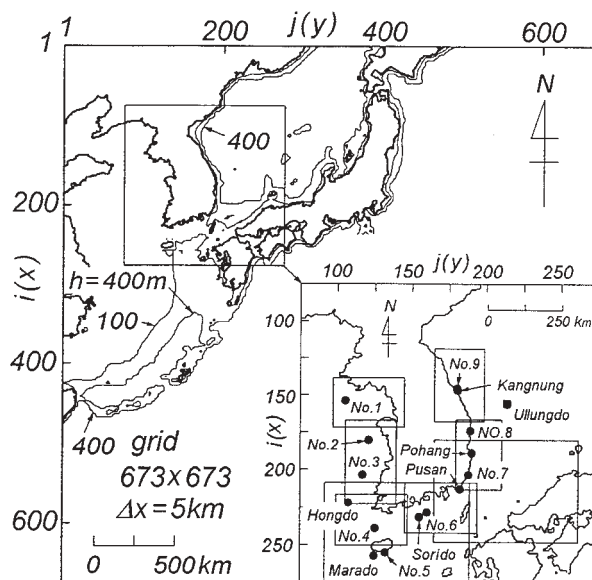 1 200 j(y) 400 600
1
N
400
200
i(x)
h=400m
100
400
400
grid
673x673
Δx=5km
600
0 500km
100 150 j(y) 200 250
0 250 km
N
100
No.9
Kangnung
150
No.1
Ullungdo
i(x)
No.2
NO.8
Pohang
No.3
Pusan
200
No.7
Hongdo
No.6
No.4
Sorido
250
Marado No.5